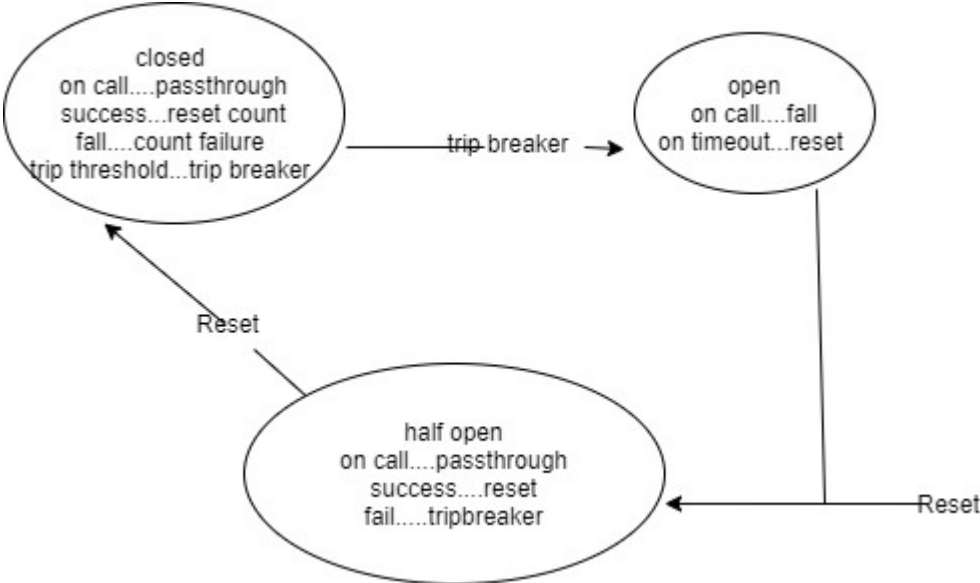 closed
on call....passthrough
success...reset count
fall....count failure
trip threshold...trip breaker
trip breaker
open
on call....fall
on timeout...reset
Reset
half open
on call....passthrough
success....reset
fail.....tripbreaker
Reset